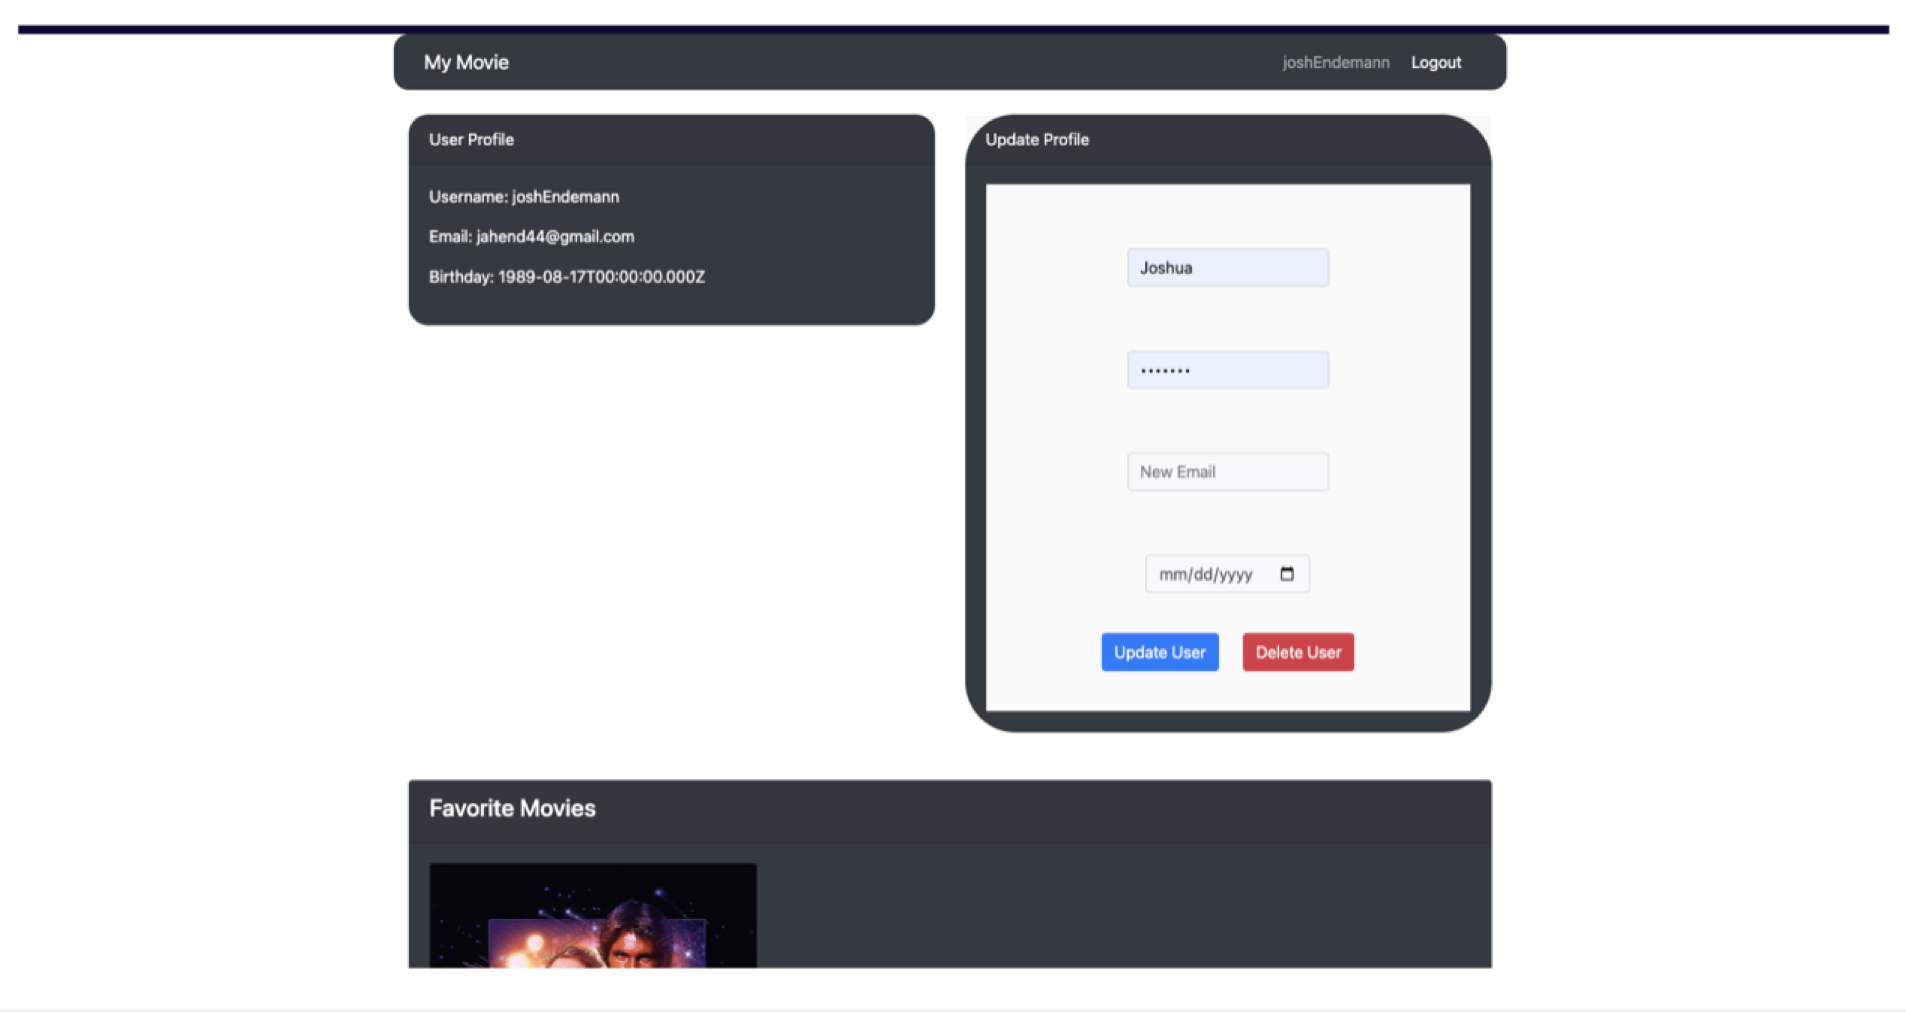 My Movie
joshEndemann Logout
User Profile
Username: joshEndemann
Email: jahend44@gmail.com
Birthday: 1989-08-17T00:00:00.000Z
Update Profile
Joshua
•••••••
New Email
mm/dd/yyyy
Update User
Delete User
Favorite Movies